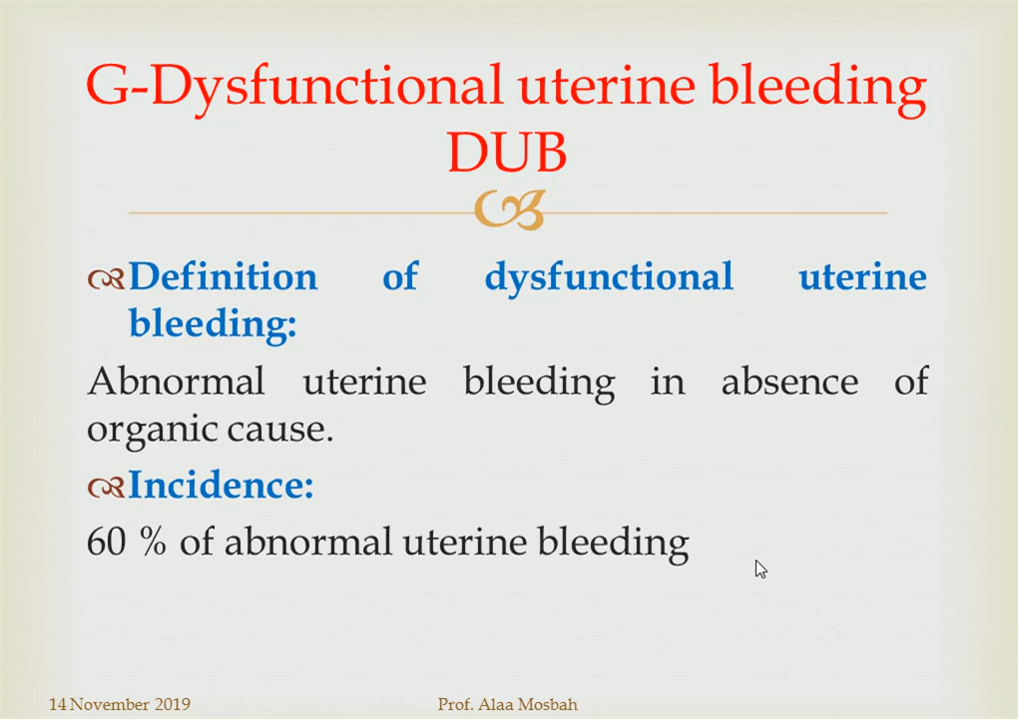 G-Dysfunctional uterine bleeding
DUB
Definition of dysfunctional uterine
bleeding:
Abnormal uterine bleeding in absence of
organic cause.
Incidence:
60 % of abnormal uterine bleeding
14 November 2019
Prof. Alaa Mosbah